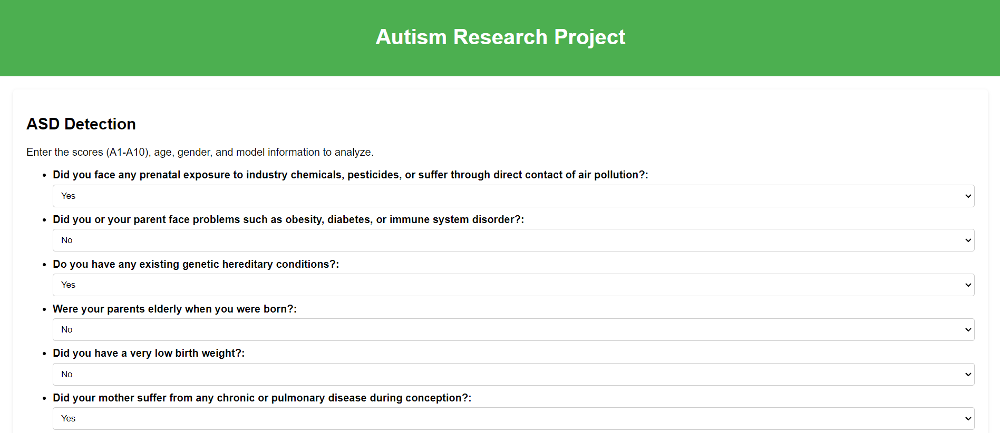 Autism Research Project
ASD Detection
Enter the scores (A1-A10), age, gender, and model information to analyze.
• Did you face any prenatal exposure to industry chemicals, pesticides, or suffer through direct contact of air pollution?:
Yes
• Did you or your parent face problems such as obesity, diabetes, or immune system disorder?:
No
• Do you have any existing genetic hereditary conditions?:
Yes
• Were your parents elderly when you were born?:
No
• Did you have a very low birth weight?:
No
• Did your mother suffer from any chronic or pulmonary disease during conception?:
Yes